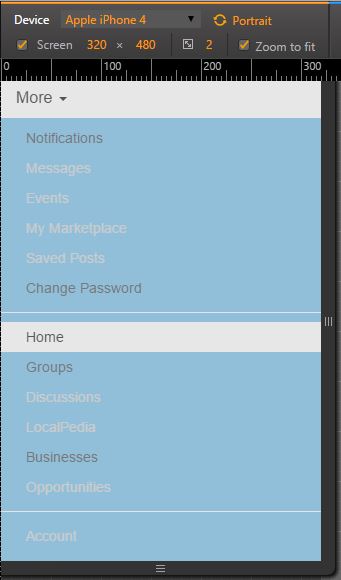 Device Apple iPhone 4 Portrait
Screen 320 × 480 2 Zoom to fit
0 100 200 300
More
Notifications
Messages
Events
My Marketplace
Saved Posts
Change Password
Home
Groups
Discussions
LocalPedia
Businesses
Opportunities
Account